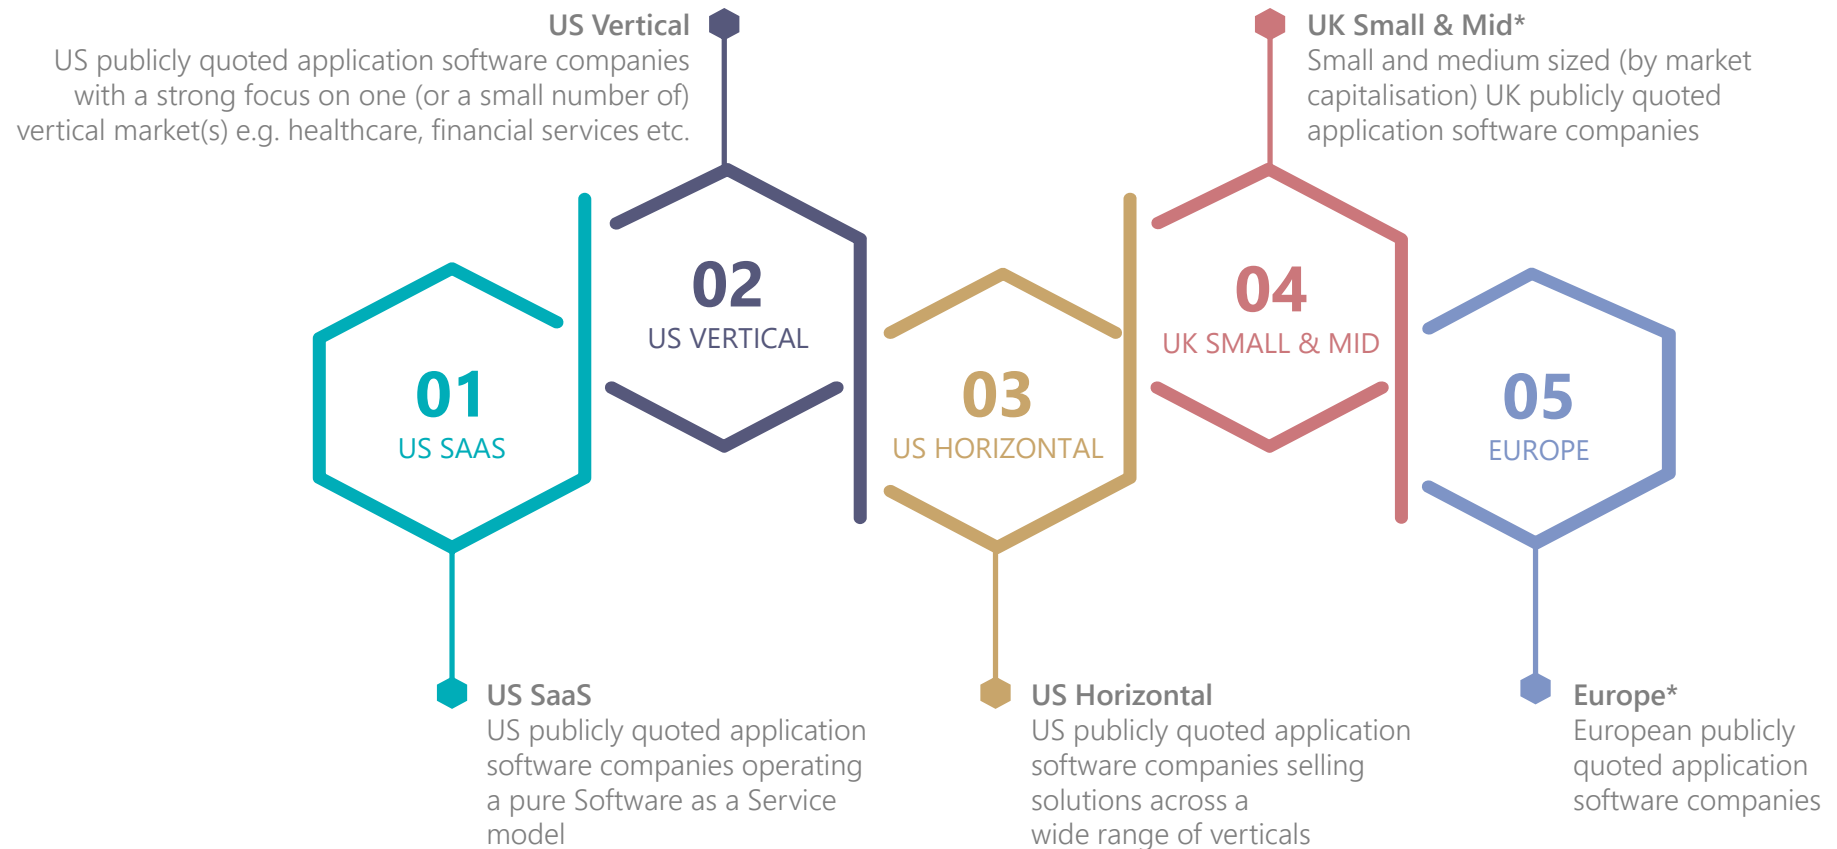 US Vertical
US publicly quoted application software companies
with a strong focus on one (or a small number of)
vertical market(s) e.g. healthcare, financial services etc.
UK Small & Mid*
Small and medium sized (by market
capitalisation) UK publicly quoted
application software companies
01
US SAAS
02
US VERTICAL
03
US HORIZONTAL
04
UK SMALL & MID
05
EUROPE
US SaaS
US publicly quoted application
software companies operating
a pure Software as a Service
model
US Horizontal
US publicly quoted application
software companies selling
solutions across a
wide range of verticals
Europe*
European publicly
quoted application
software companies